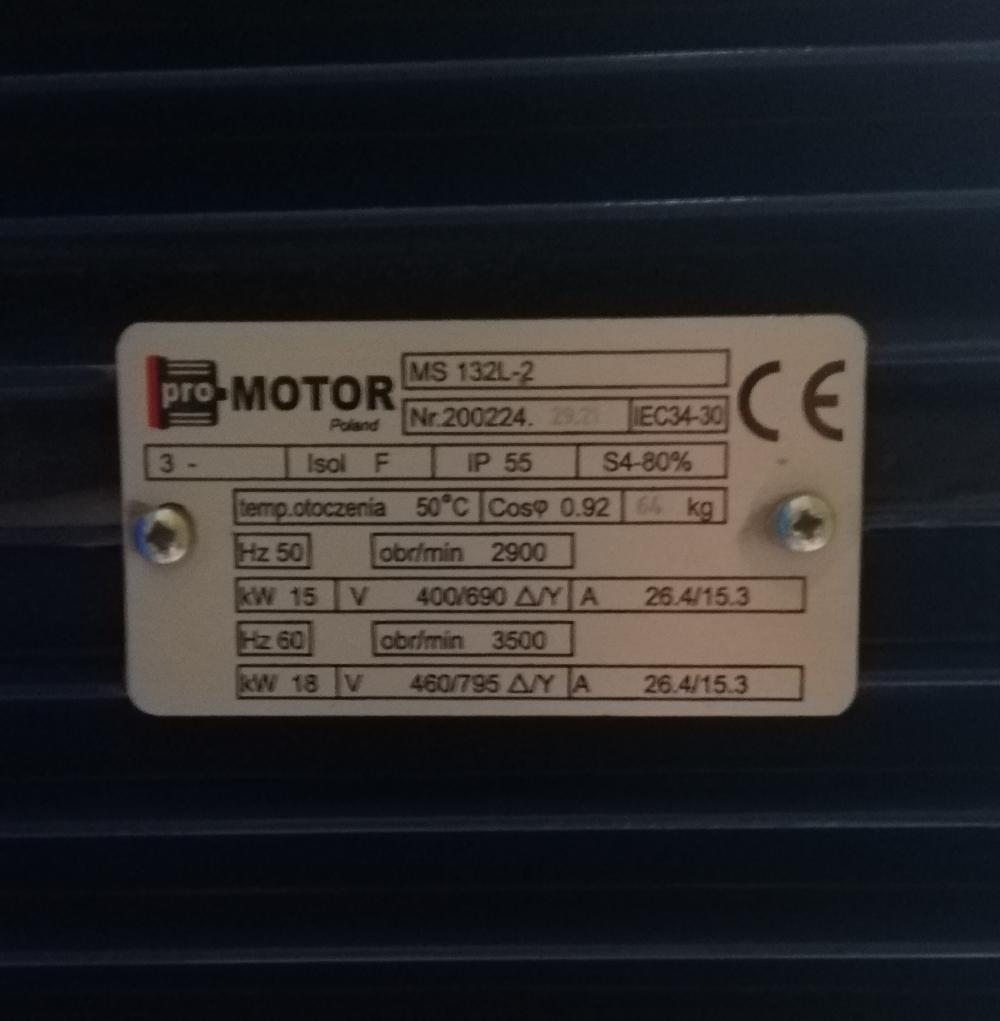 pro MOTOR
Poland
MS 132L-2
Nr.200224. IEC34-30
CE
3 - Isol F IP 55 S4-80%
temp.otoczenia 50°C Cosφ 0.92 64 kg
Hz 50 obr/min 2900
kW 15 V 400/690 Δ/Y A 26.4/15.3
Hz 60 obr/min 3500
kW 18 V 460/795 Δ/Y A 26.4/15.3